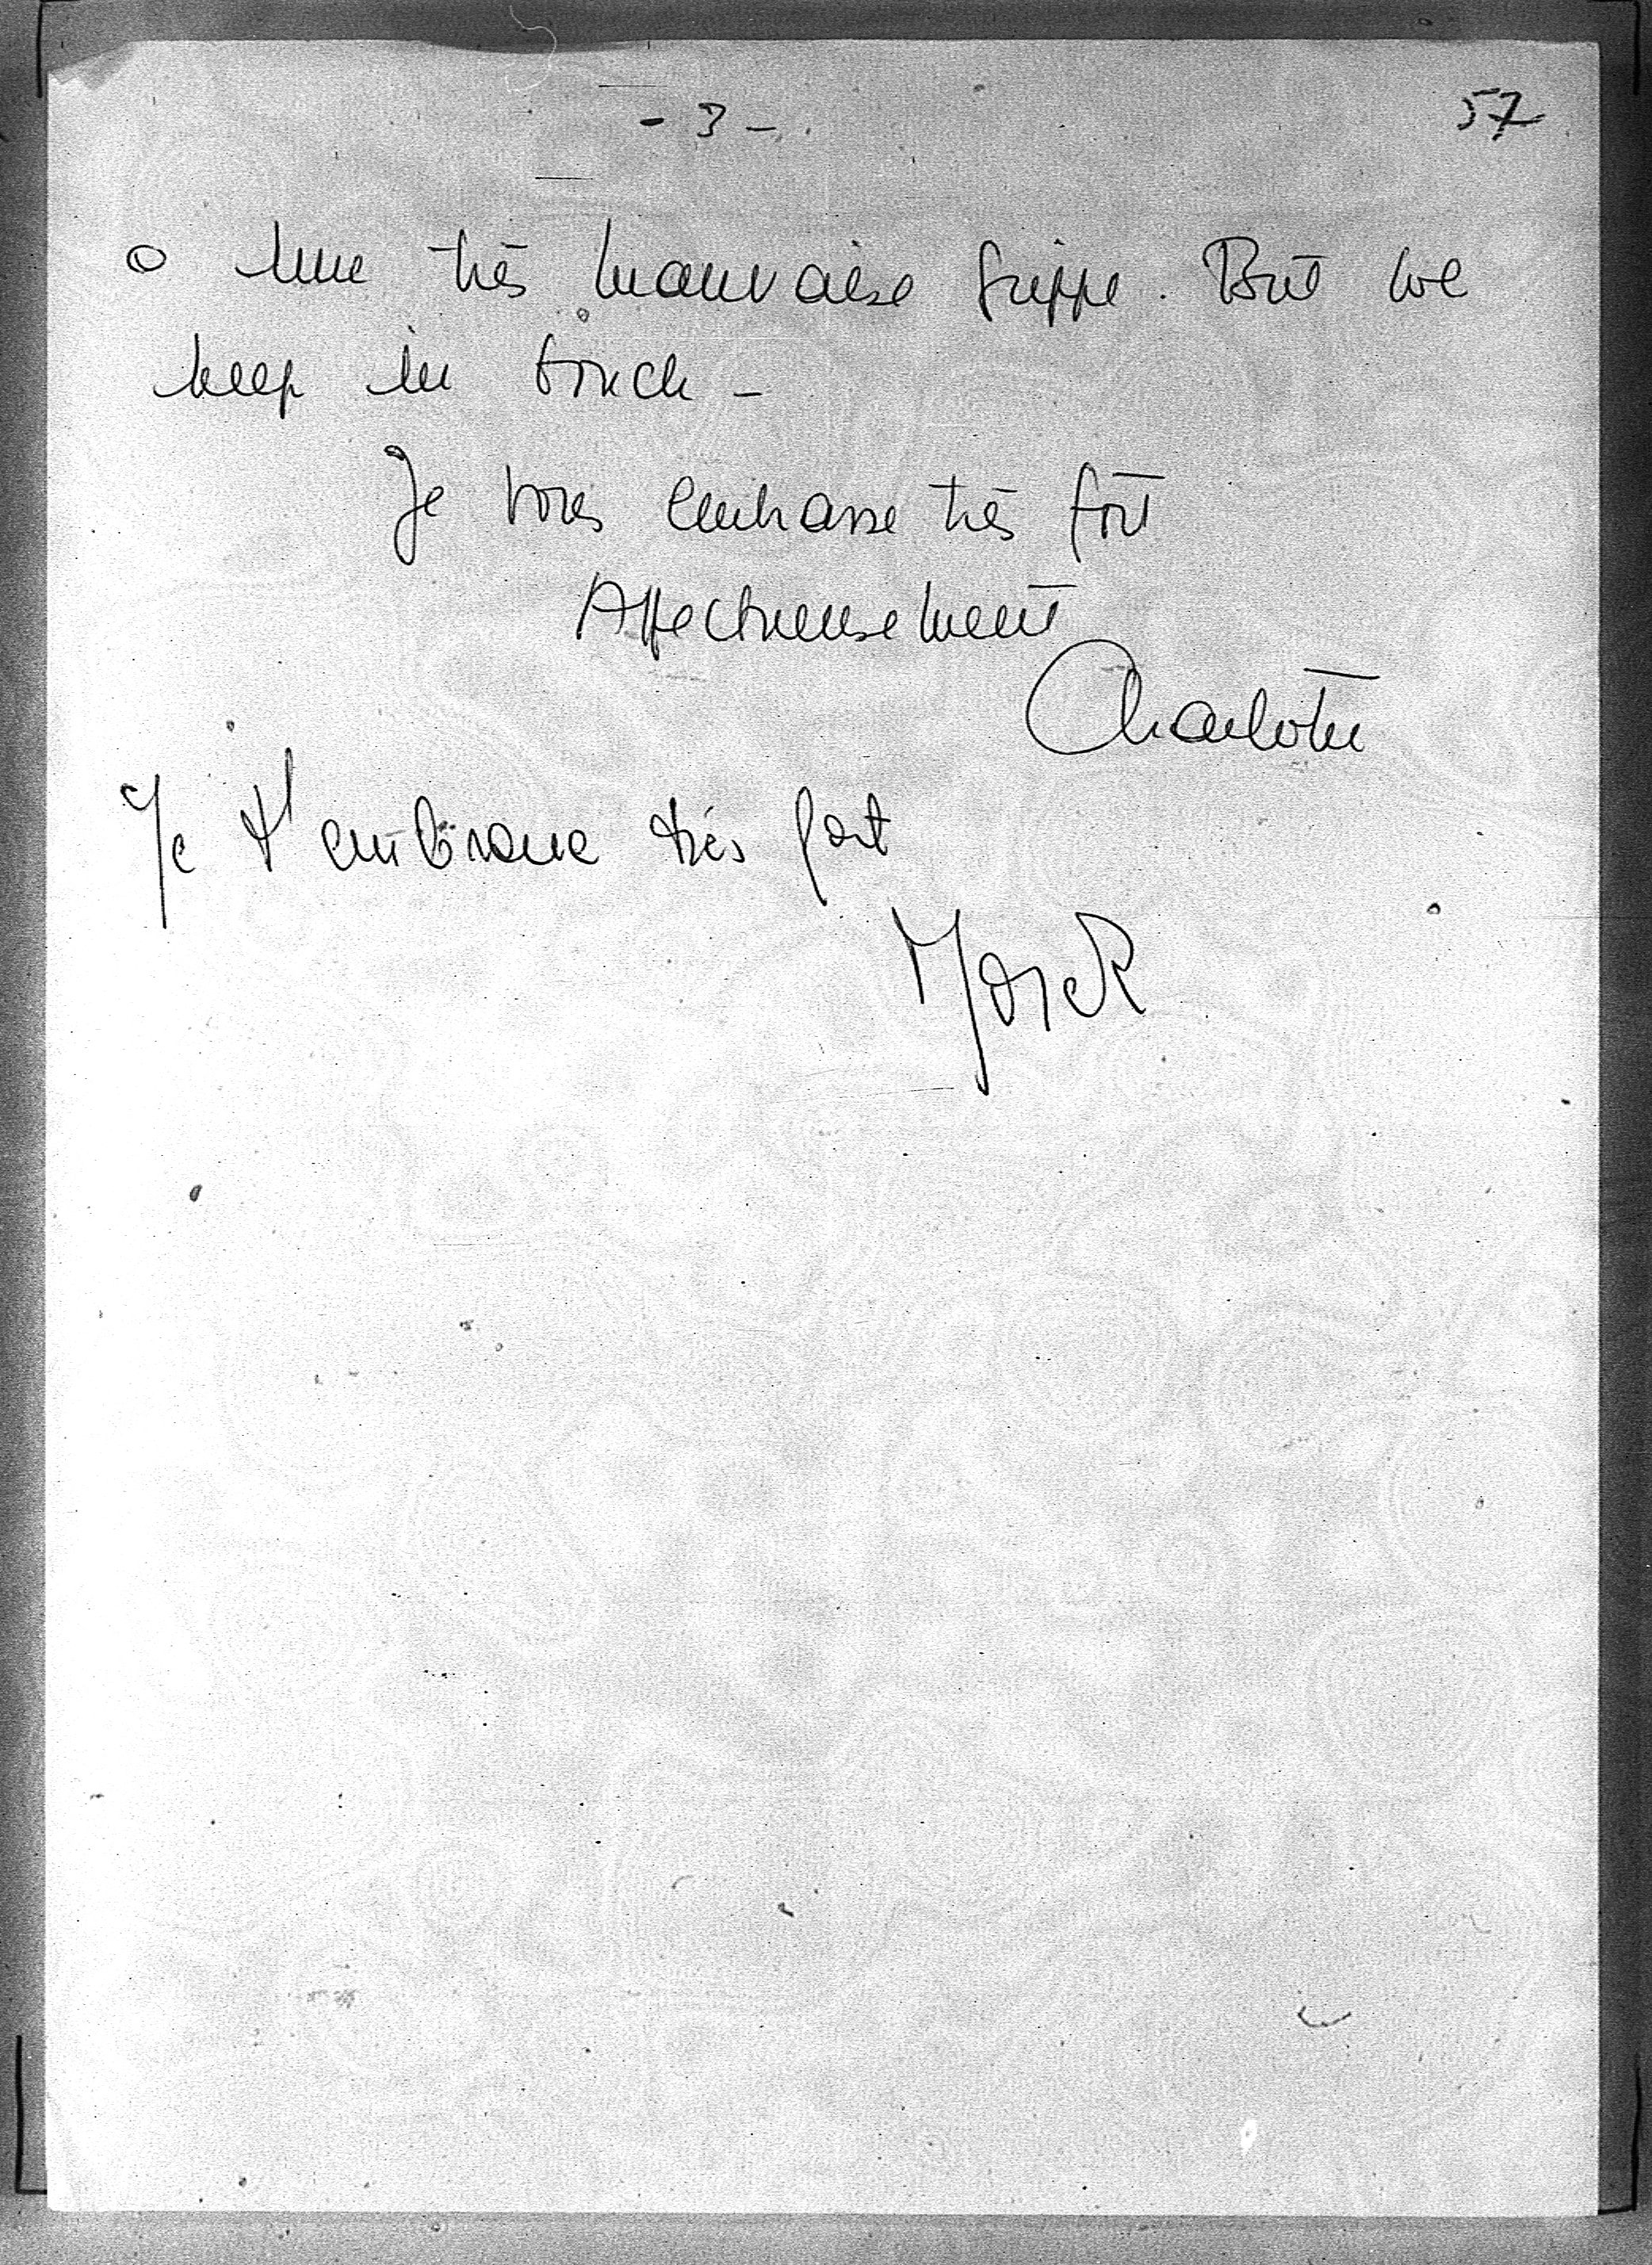 - 3 -
57
une très mauvaise grippe. But we
keep in touch -
Je vous embrasse très fort
Affectueusement
Charlotte
Je t'embrasse très fort